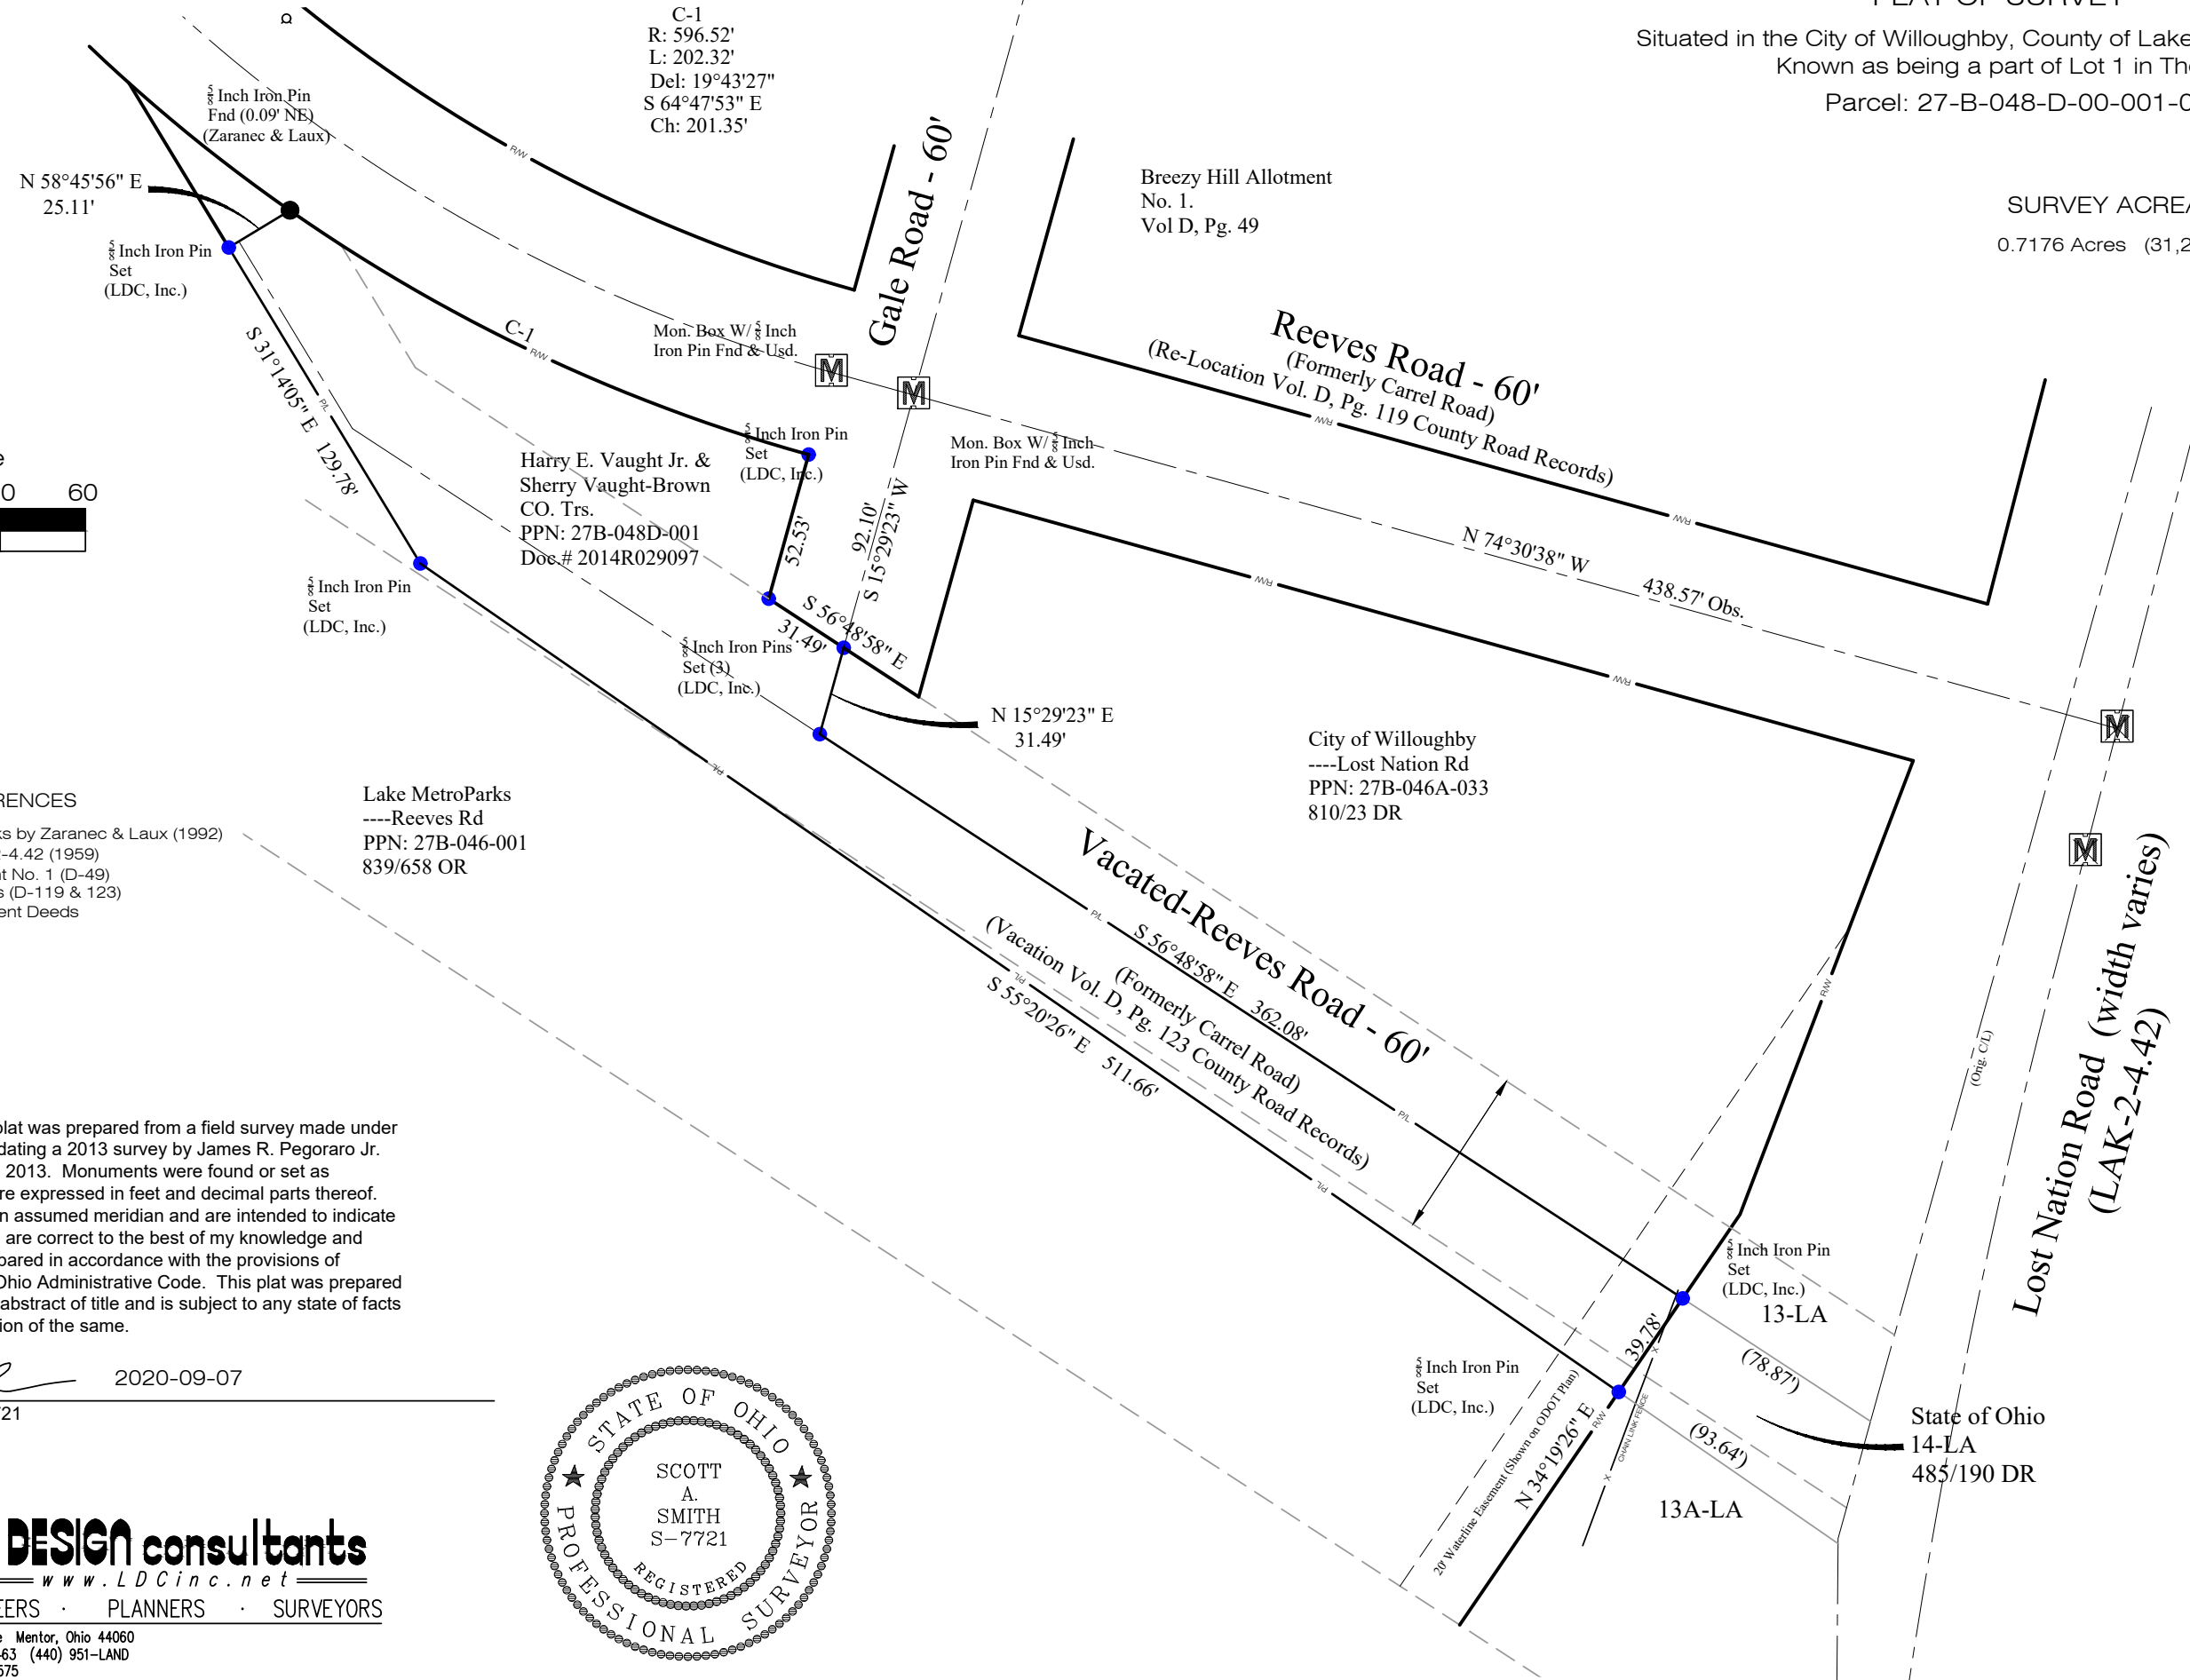 C-1
R: 596.52'
L: 202.32'
Del: 19°43'27"
S 64°47'53" E
Ch: 201.35'
Situated in the City of Willoughby, County of Lake
Known as being a part of Lot 1 in
Parcel: 27-B-048-D-00-001-0
SURVEY
0.7176 Acres (31,2
5/8 Inch Iron Pin
Fnd (0.09' NE)
(Zaranec & Laux)
N 58°45'56" E
25.11'
5/8 Inch Iron Pin
Set
(LDC, Inc.)
S 31°14'05" E 129.78'
P/L
R/W
C-1
R/W
Gale Road - 60'
Breezy Hill Allotment
No. 1.
Vol D, Pg. 49
Mon. Box W/ 5/8 Inch
Iron Pin Fnd & Usd.
M
M
Reeves Road - 60'
(Formerly Carrel Road)
(Re-Location Vol. D, Pg. 119 County Road Records)
R/W
R/W
Mon. Box W/ 5/8 Inch
Iron Pin Fnd & Usd.
5/8 Inch Iron Pin
Set
(LDC, Inc.)
Harry E. Vaught Jr. &
Sherry Vaught-Brown
CO. Trs.
PPN: 27B-048D-001
Doc.# 2014R029097
52.53'
92.10'
S 15°29'23" W
N 74°30'38" W 438.57' Obs.
R/W
R/W
60
5/8 Inch Iron Pin
Set
(LDC, Inc.)
S 56°48'58" E
31.49'
5/8 Inch Iron Pins
Set (3)
(LDC, Inc.)
N 15°29'23" E
31.49'
City of Willoughby
----Lost Nation Rd
PPN: 27B-046A-033
810/23 DR
M
M
Lake MetroParks
----Reeves Rd
PPN: 27B-046-001
839/658 OR
P/L
RENCES
ks by Zaranec & Laux (1992)
-4.42 (1959)
t No. 1 (D-49)
s (D-119 & 123)
ent Deeds
Vacated-Reeves Road - 60'
P/L
S 56°48'58" E 362.08'
(Formerly Carrel Road)
(Vacation Vol. D, Pg. 123 County Road Records)
P/L
S 55°20'26" E 511.66'
P/L
P/L
R/W
(Orig. C/L)
Lost Nation Road (width varies)
(LAK-2-4.42)
plat was prepared from a field survey made under
dating a 2013 survey by James R. Pegoraro Jr.
2013. Monuments were found or set as
re expressed in feet and decimal parts thereof.
n assumed meridian and are intended to indicate
are correct to the best of my knowledge and
pared in accordance with the provisions of
Ohio Administrative Code. This plat was prepared
abstract of title and is subject to any state of facts
ion of the same.
2020-09-07
721
5/8 Inch Iron Pin
Set
(LDC, Inc.)
13-LA
39.78'
(78.87')
5/8 Inch Iron Pin
Set
(LDC, Inc.)
20' Waterline Easement (Shown on ODOT Plan)
N 34°19'26" E
R/W
X
CHAIN LINK FENCE
X
(93.64')
State of Ohio
14-LA
485/190 DR
13A-LA
STATE OF OHIO
SCOTT
A.
SMITH
S-7721
REGISTERED
PROFESSIONAL SURVEYOR
DESIGN consultants
www.LDCinc.net
EERS · PLANNERS · SURVEYORS
Mentor, Ohio 44060
463 (440) 951-LAND
575